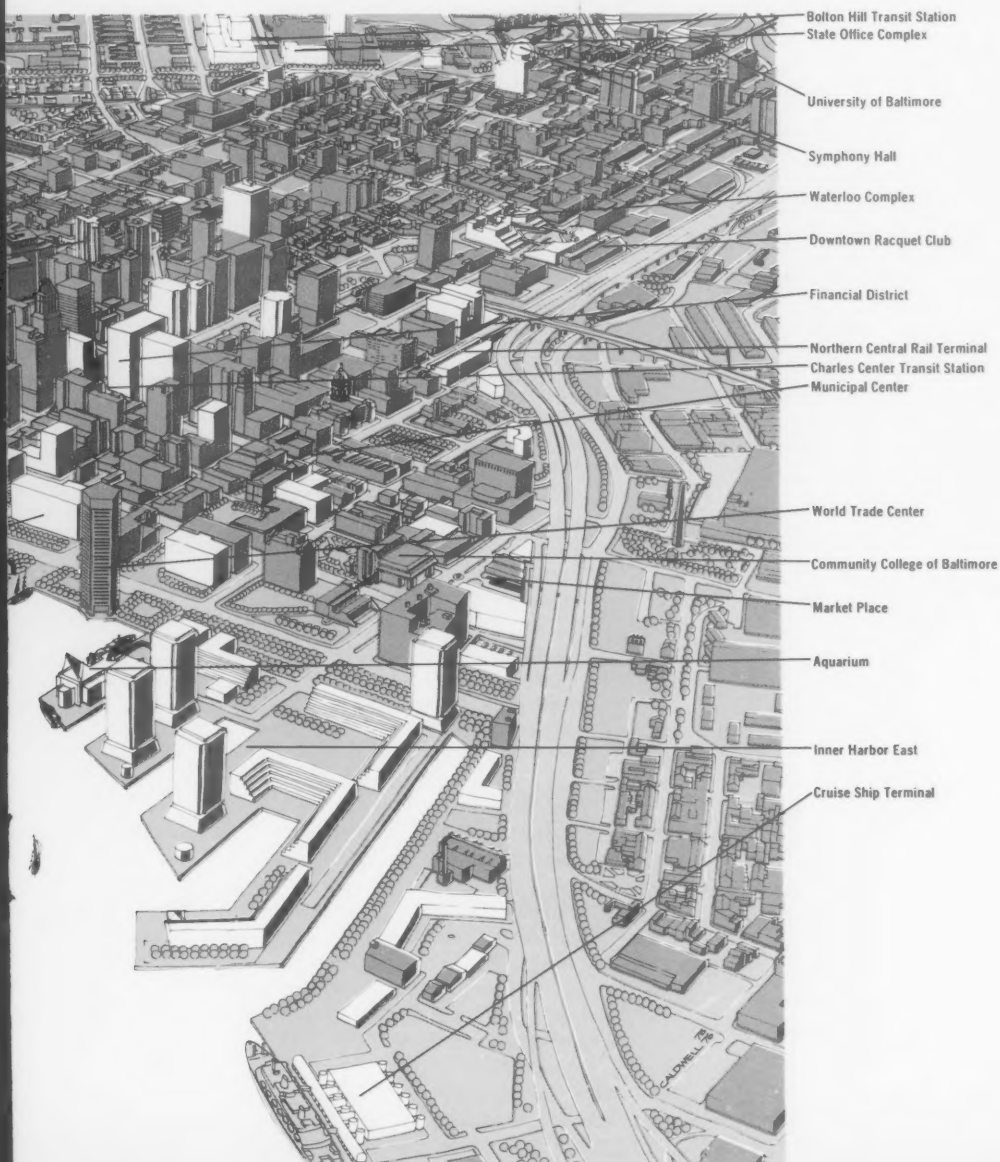 Bolton Hill Transit Station
State Office Complex
University of Baltimore
Symphony Hall
Waterloo Complex
Downtown Racquet Club
Financial District
Northern Central Rail Terminal
Charles Center Transit Station
Municipal Center
World Trade Center
Community College of Baltimore
Market Place
Aquarium
Inner Harbor East
Cruise Ship Terminal
CALDWELL